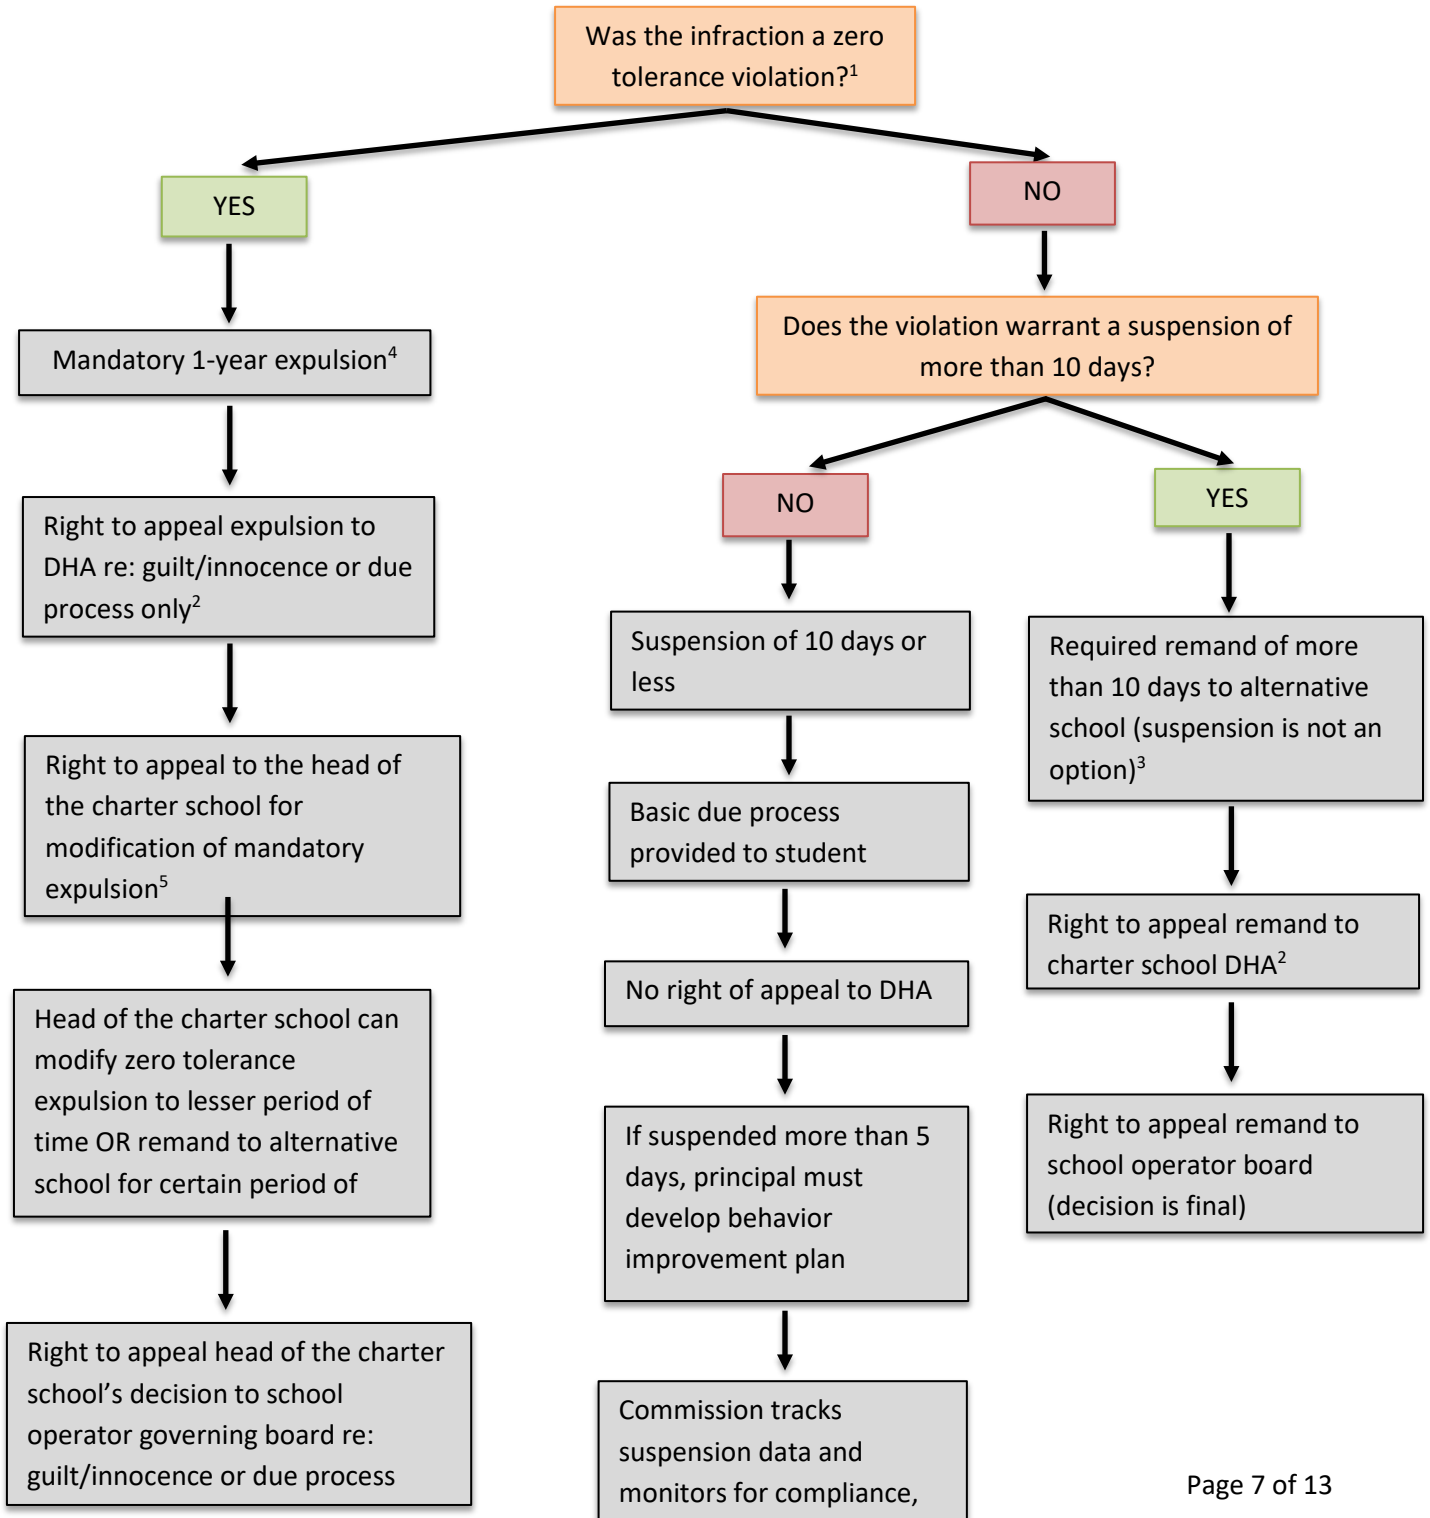 Was the infraction a zero
tolerance violation?¹
YES
NO
Mandatory 1-year expulsion⁴
Does the violation warrant a suspension of
more than 10 days?
NO
YES
Right to appeal expulsion to
DHA re: guilt/innocence or due
process only²
Right to appeal to the head of
the charter school for
modification of mandatory
expulsion⁵
Head of the charter school can
modify zero tolerance
expulsion to lesser period of
time OR remand to alternative
school for certain period of
Right to appeal head of the charter
school’s decision to school
operator governing board re:
guilt/innocence or due process
Suspension of 10 days or
less
Basic due process
provided to student
No right of appeal to DHA
If suspended more than 5
days, principal must
develop behavior
improvement plan
Commission tracks
suspension data and
monitors for compliance,
Required remand of more
than 10 days to alternative
school (suspension is not an
option)³
Right to appeal remand to
charter school DHA²
Right to appeal remand to
school operator board
(decision is final)
Page 7 of 13